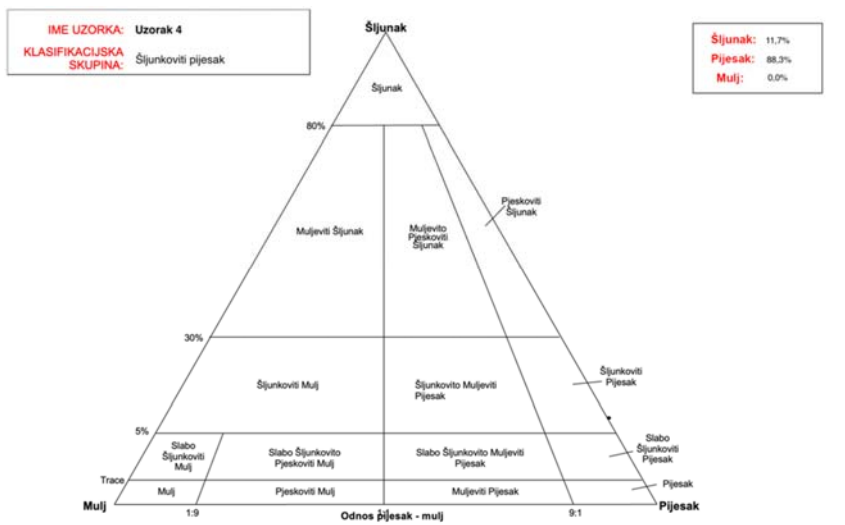 IME UZORKA: Uzorak 4
KLASIFIKACIJSKA
SKUPINA: Šljunkoviti pijesak
Šljunak
Šljunak: 11,7%
Pijesak: 88,3%
Mulj: 0,0%
Šljunak
80%
Pjeskoviti
Šljunak
Muljeviti Šljunak
Muljevito
Pjeskoviti
Šljunak
30%
Šljunkoviti
Pijesak
Šljunkoviti Mulj
Šljunkovito Muljeviti
Pijesak
5%
Slabo
Šljunkoviti
Mulj
Slabo Šljunkovito
Pjeskoviti Mulj
Slabo Šljunkovito Muljeviti
Pijesak
Slabo
Šljunkoviti
Pijesak
Trace
Mulj
Pjeskoviti Mulj
Muljeviti Pijesak
Pijesak
Mulj
1:9
1:1
9:1
Pijesak
Odnos pijesak - mulj